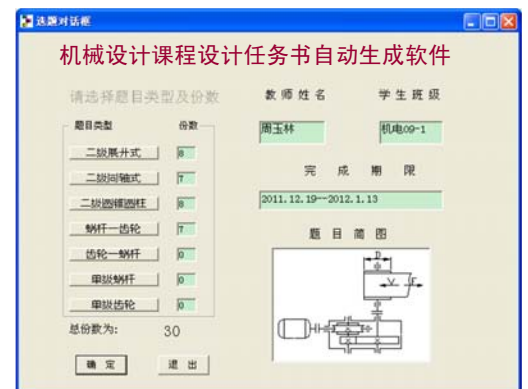 选题对话框
机械设计课程设计任务书自动生成软件
请选择题目类型及份数
教师姓名 学生班级
题目类型 份数
周玉林 机电09-1
二级展开式 8
二级同轴式 7
完成期限
二级圆锥圆柱 8
2011.12.19--2012.1.13
蜗杆—齿轮 7
题目简图
齿轮—蜗杆 0
单级蜗杆 0
单级齿轮 0
D
V F
总份数为: 30
确定 退出